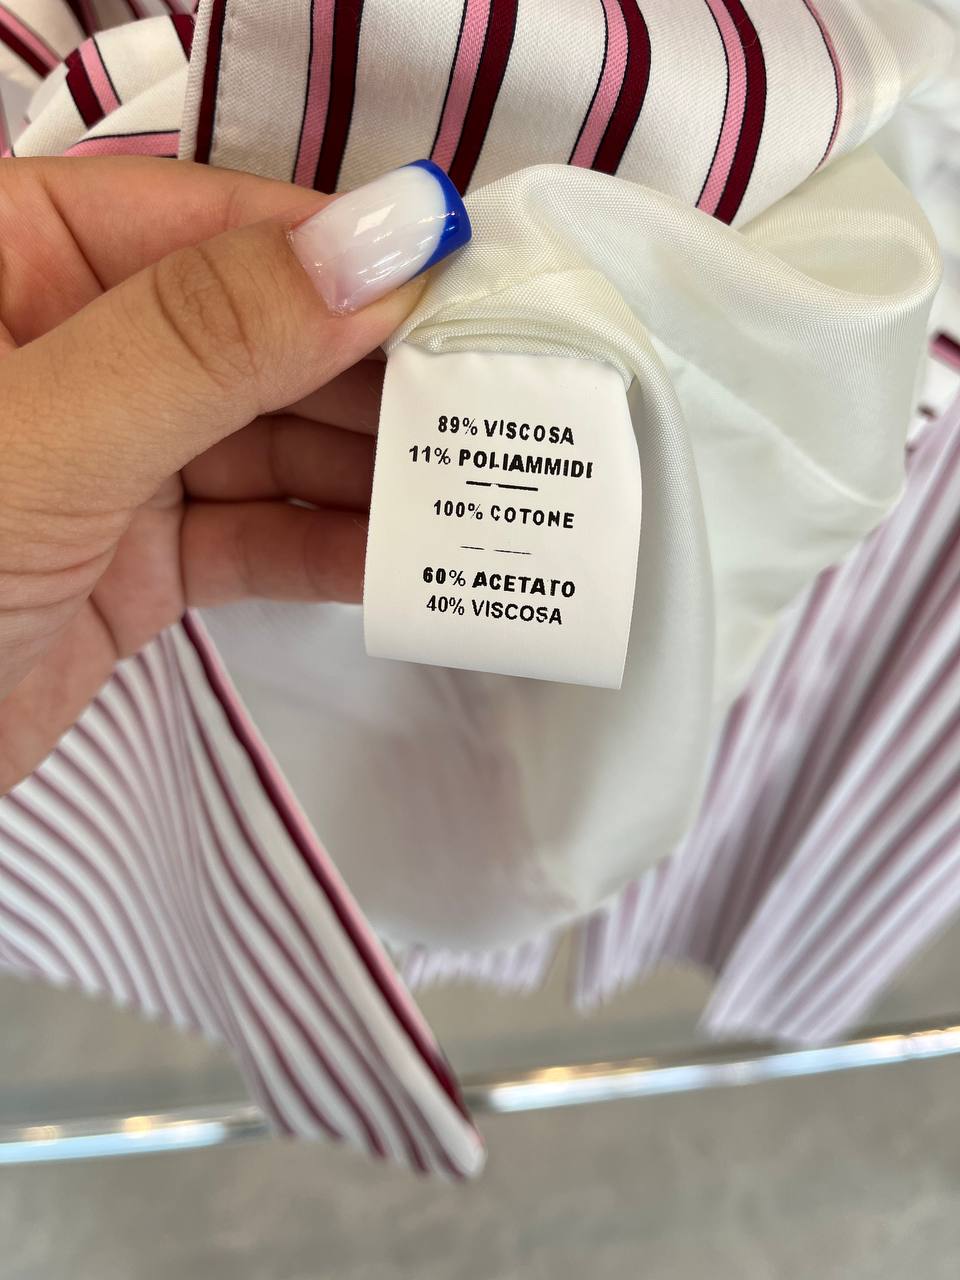 89% VISCOSA
11% POLIAMMIDE
100% COTONE
60% ACETATO
40% VISCOSA